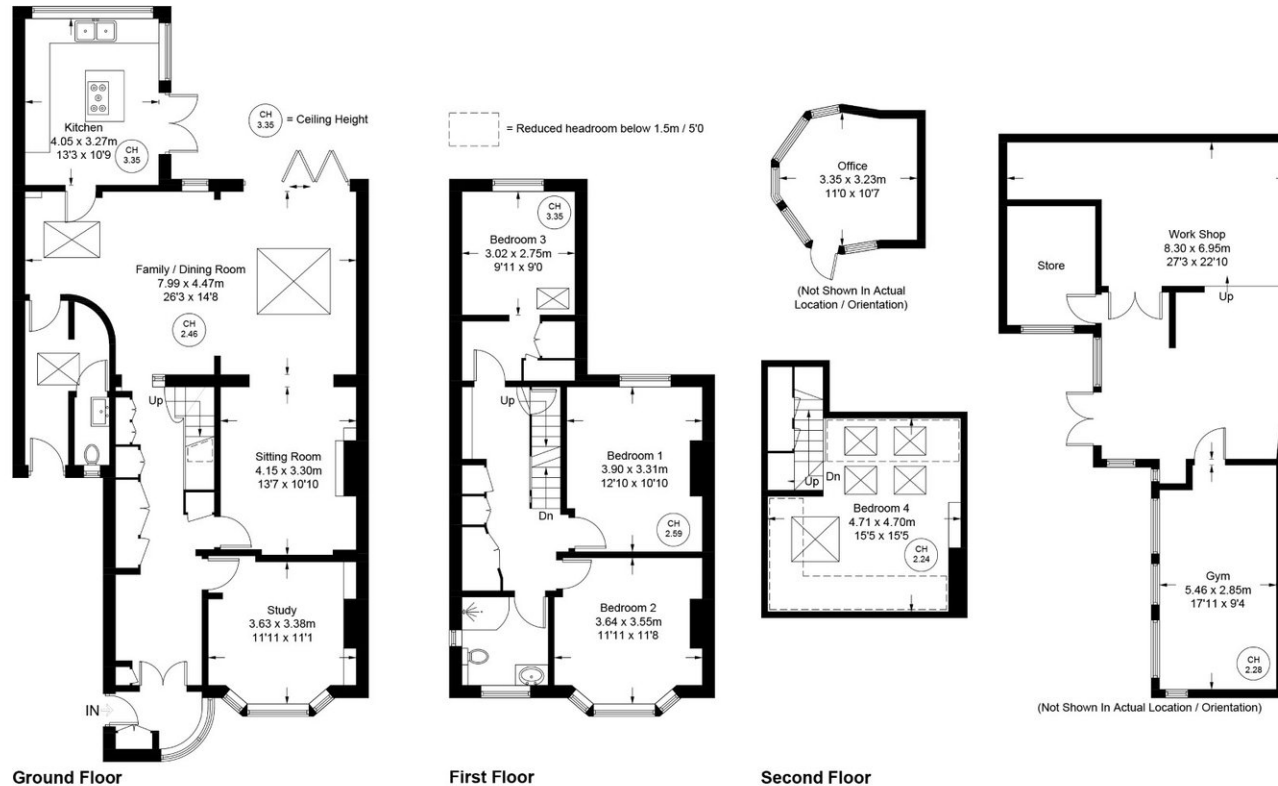 Kitchen
4.05 x 3.27m
13'3 x 10'9
CH
3.35
CH
3.35
= Ceiling Height
Family / Dining Room
7.99 x 4.47m
26'3 x 14'8
CH
2.46
Up
Sitting Room
4.15 x 3.30m
13'7 x 10'10
Study
3.63 x 3.38m
11'11 x 11'1
IN
Ground Floor
= Reduced headroom below 1.5m / 5'0
CH
3.35
Bedroom 3
3.02 x 2.75m
9'11 x 9'0
Up
Bedroom 1
3.90 x 3.31m
12'10 x 10'10
Dn
CH
2.59
Bedroom 2
3.64 x 3.55m
11'11 x 11'8
First Floor
Office
3.35 x 3.23m
11'0 x 10'7
(Not Shown In Actual
Location / Orientation)
Up
Dn
Bedroom 4
4.71 x 4.70m
15'5 x 15'5
CH
2.24
Second Floor
Work Shop
8.30 x 6.95m
27'3 x 22'10
Store
Up
Gym
5.46 x 2.85m
17'11 x 9'4
CH
2.28
(Not Shown In Actual Location / Orientation)